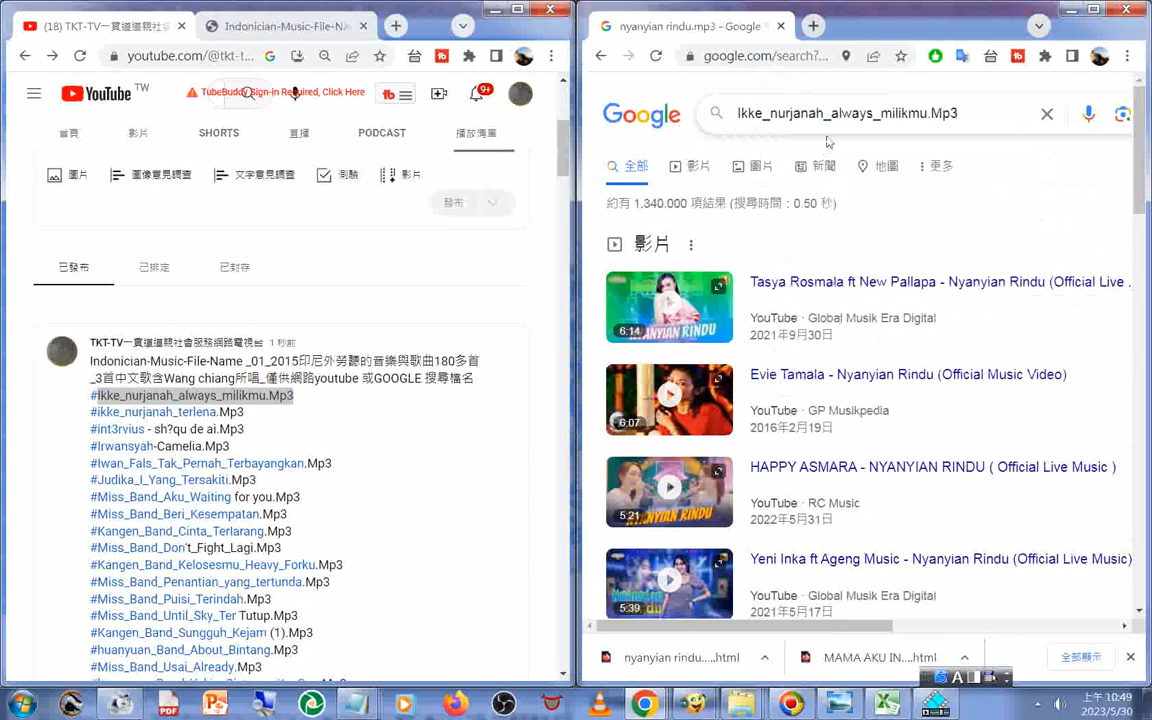 (18) TKT-TV一貫道道親社會
Indonician-Music-File-Na
youtube.com/@tkt-t
YouTube TW
TubeBuddy Sign-in Required, Click Here
9+
首頁 影片 SHORTS 直播 PODCAST 播放清單
圖片 圖像意見調查 文字意見調查 測驗 影片
發布
已發布 已排定 已封存
TKT-TV一貫道道親社會服務網路電視台 1 秒前
Indonician-Music-File-Name _01_2015印尼外勞聽的音樂與歌曲180多首
_3首中文歌含Wang chiang所唱_僅供網路youtube 或GOOGLE 搜尋檔名
#Ikke_nurjanah_always_milikmu.Mp3
#ikke_nurjanah_terlena.Mp3
#int3rvius - sh?qu de ai.Mp3
#Irwansyah-Camelia.Mp3
#Iwan_Fals_Tak_Pernah_Terbayangkan.Mp3
#Judika_I_Yang_Tersakiti.Mp3
#Miss_Band_Aku_Waiting for you.Mp3
#Miss_Band_Beri_Kesempatan.Mp3
#Kangen_Band_Cinta_Terlarang.Mp3
#Miss_Band_Don't_Fight_Lagi.Mp3
#Kangen_Band_Kelosesmu_Heavy_Forku.Mp3
#Miss_Band_Penantian_yang_tertunda.Mp3
#Miss_Band_Puisi_Terindah.Mp3
#Miss_Band_Until_Sky_Ter Tutup.Mp3
#Kangen_Band_Sungguh_Kejam (1).Mp3
#huanyuan_Band_About_Bintang.Mp3
#Miss_Band_Usai_Already.Mp3
nyanyian rindu.mp3 - Google
google.com/search?...
Google
Ikke_nurjanah_always_milikmu.Mp3
全部 影片 圖片 新聞 地圖 更多
約有 1,340,000 項結果 (搜尋時間：0.50 秒)
影片
6:14
NYANYIAN RINDU
Tasya Rosmala ft New Pallapa - Nyanyian Rindu (Official Live .
YouTube · Global Musik Era Digital
2021年9月30日
6:07
Evie Tamala - Nyanyian Rindu (Official Music Video)
YouTube · GP Musikpedia
2016年2月19日
5:21
HAPPY ASMARA - NYANYIAN RINDU ( Official Live Music )
YouTube · RC Music
2022年5月31日
5:39
Yeni Inka ft Ageng Music - Nyanyian Rindu (Official Live Music)
YouTube · Global Musik Era Digital
2021年5月17日
nyanyian rindu.....html
MAMA AKU IN....html
全部顯示
上午 10:49
2023/5/30